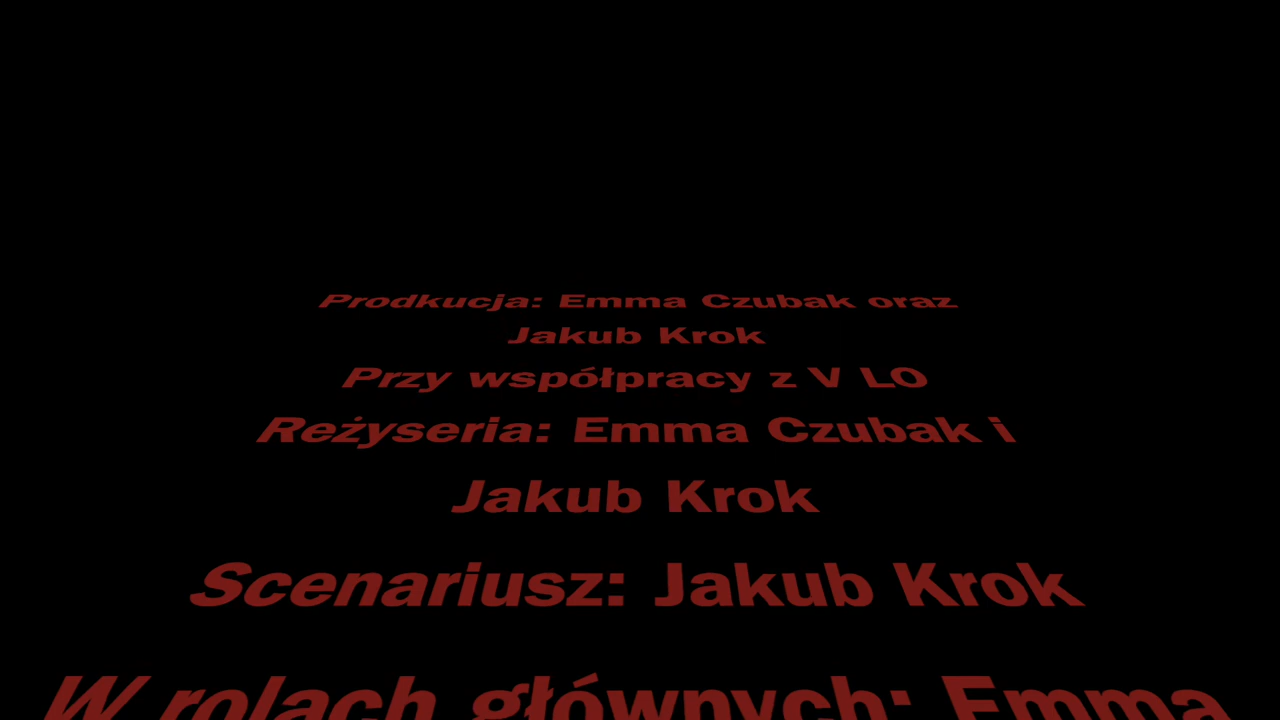 Prodkucja: Emma Czubak oraz
Jakub Krok
Przy współpracy z V LO
Reżyseria: Emma Czubak i
Jakub Krok
Scenariusz: Jakub Krok
W rolach głównych: Emma